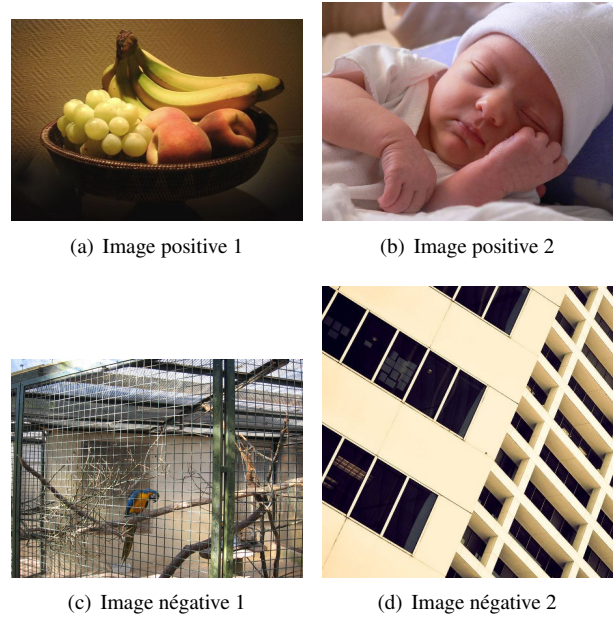 (a) Image positive 1
(b) Image positive 2
(c) Image négative 1
(d) Image négative 2